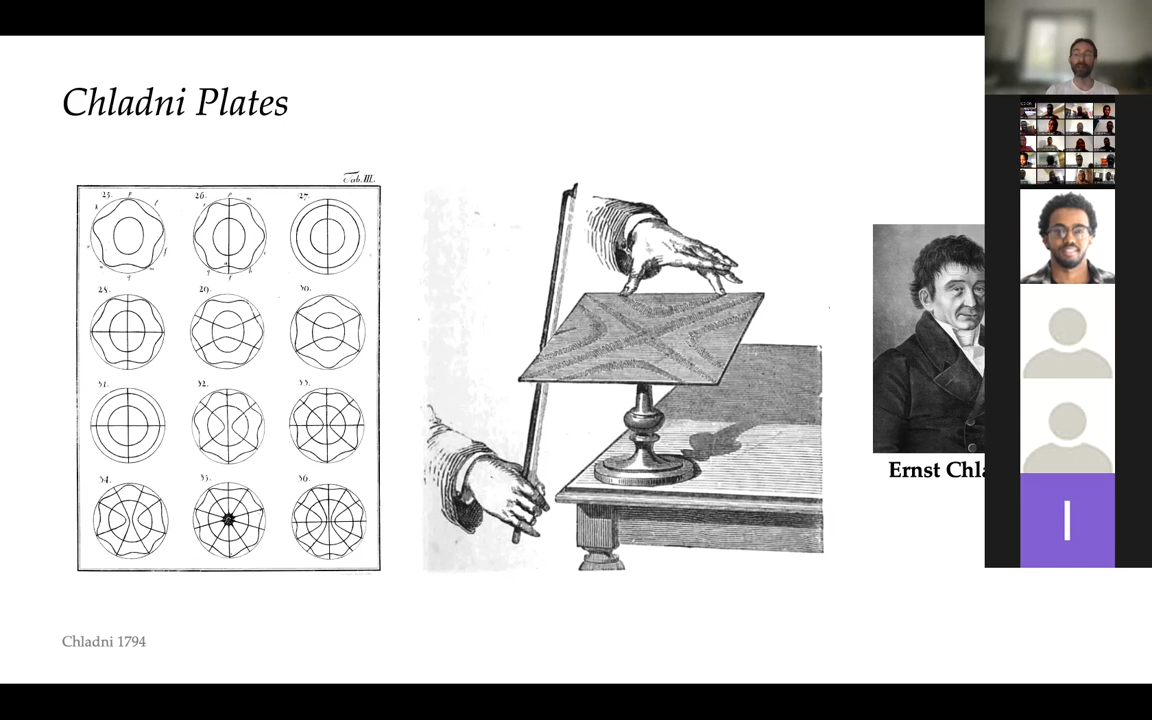 Chladni Plates
Tab. III.
25. 26. 27.
28. 29. 30.
31. 32. 33.
34. 35. 36.
Ernst Chla
Chladni 1794
I